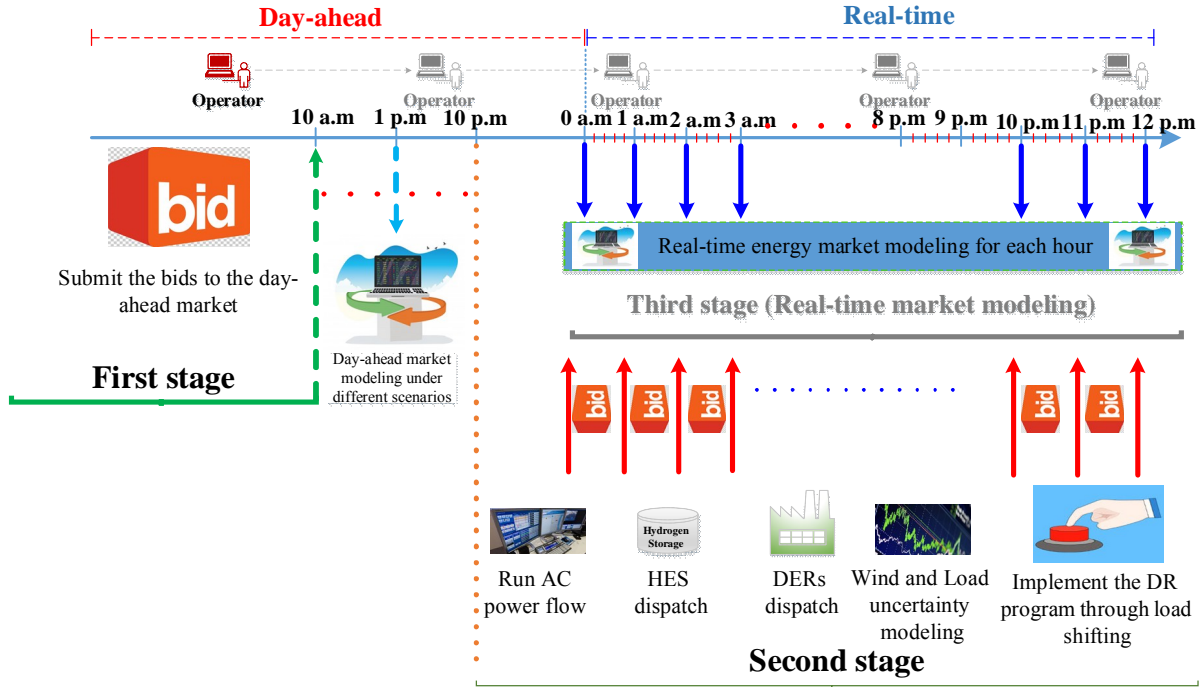 Day-ahead
Real-time
Operator
Operator
Operator
Operator
Operator
10 a.m
1 p.m
10 p.m
0 a.m
1 a.m
2 a.m
3 a.m
8 p.m
9 p.m
10 p.m
11 p.m
12 p.m
bid
Submit the bids to the day-
ahead market
First stage
Day-ahead market
modeling under
different scenarios
Real-time energy market modeling for each hour
Third stage (Real-time market modeling)
bid
bid
bid
bid
bid
Hydrogen
Storage
Run AC
power flow
HES
dispatch
DERs
dispatch
Wind and Load
uncertainty
modeling
Implement the DR
program through load
shifting
Second stage